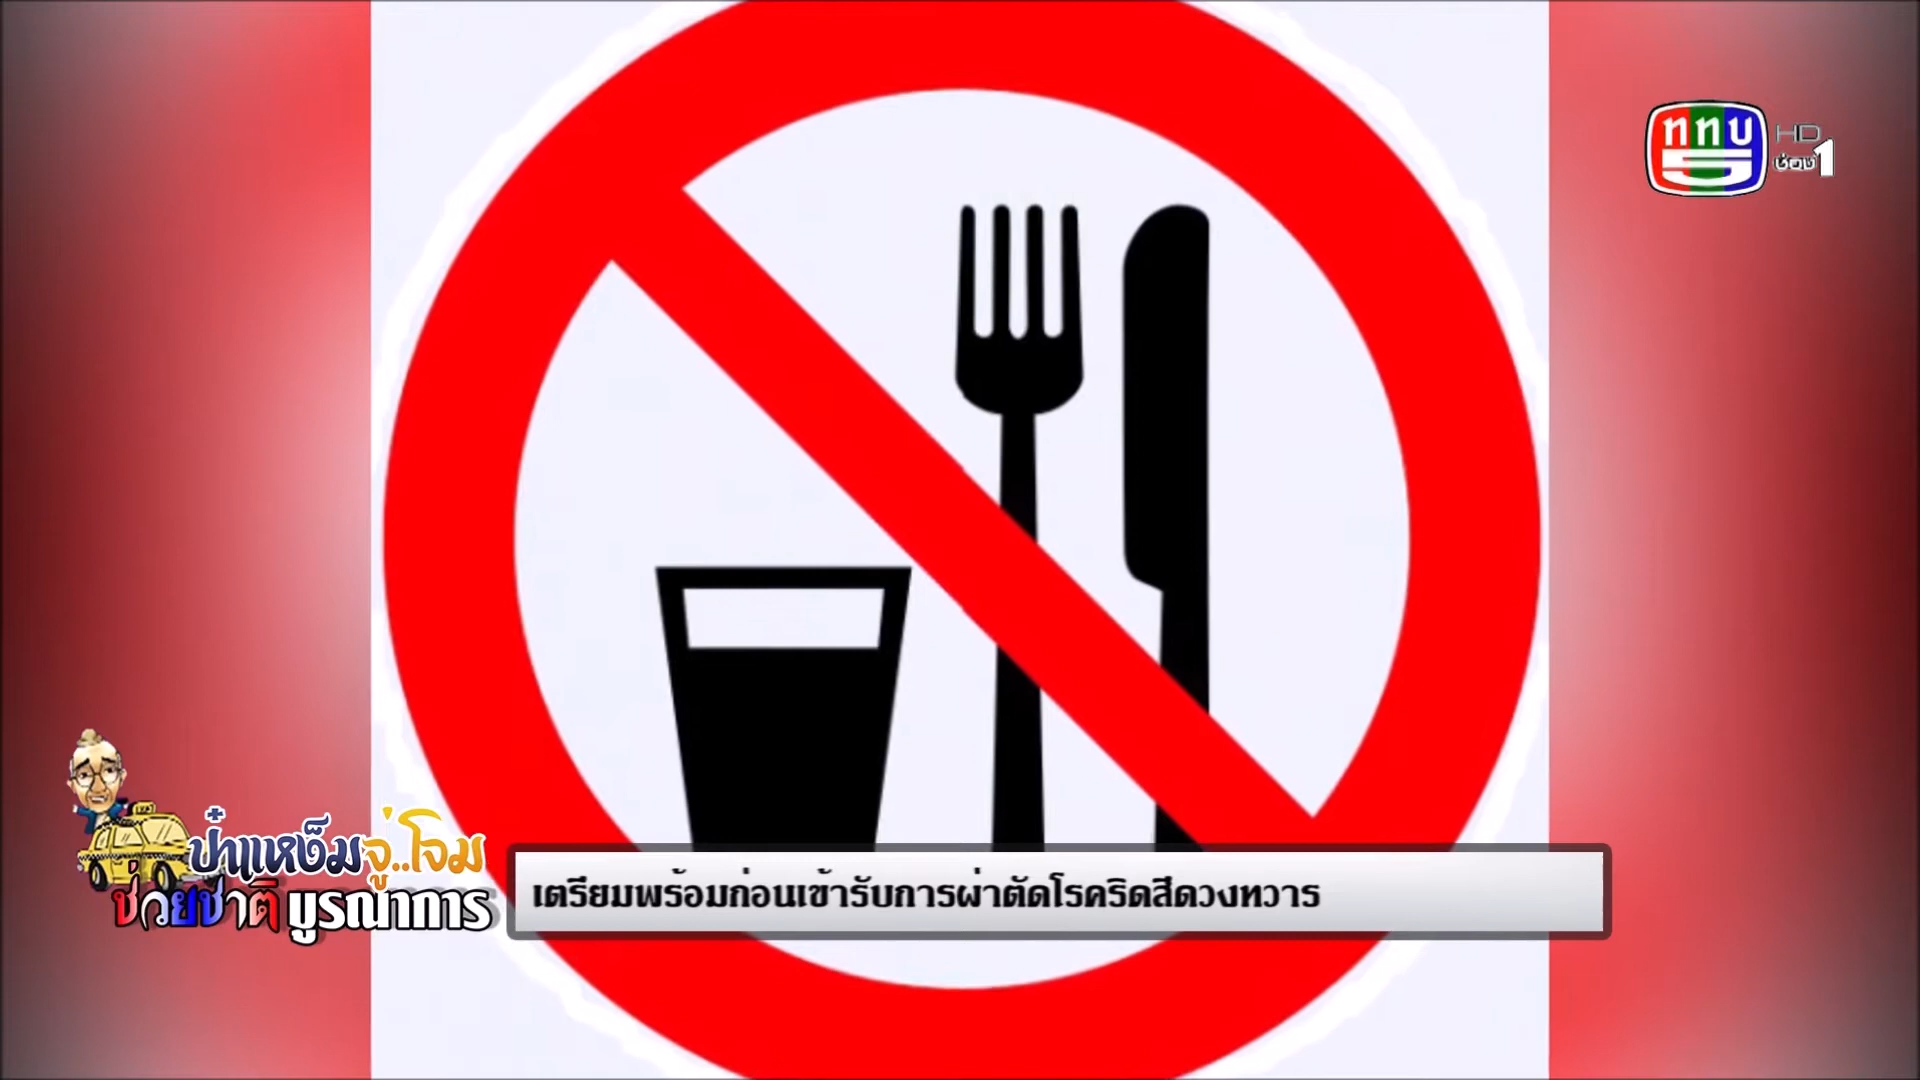 ททบ
5
HD
ช่อง1
ป๋าแหง็มจู่..โจม
ช่วยชาติ บูรณาการ
เตรียมพร้อมก่อนเข้ารับการผ่าตัดโรคริดสีดวงทวาร